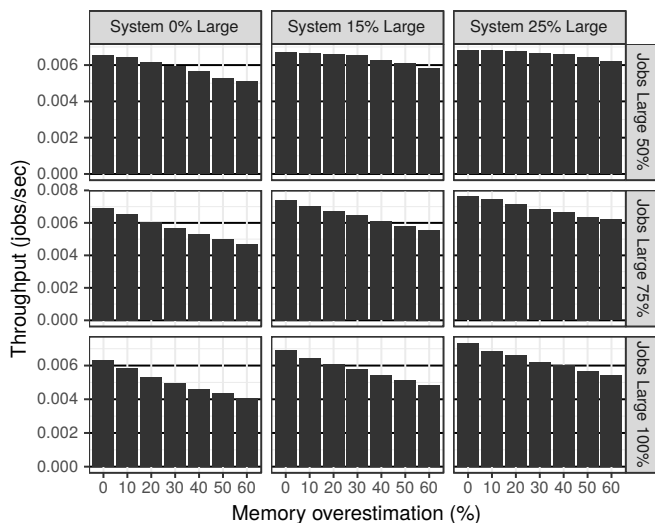 System 0% Large System 15% Large System 25% Large
Throughput (jobs/sec)
0.006
0.004
0.002
0.000
Jobs Large 50%
0.008
0.006
0.004
0.002
0.000
Jobs Large 75%
0.006
0.004
0.002
0.000
Jobs Large 100%
0 10 20 30 40 50 60 0 10 20 30 40 50 60 0 10 20 30 40 50 60
Memory overestimation (%)